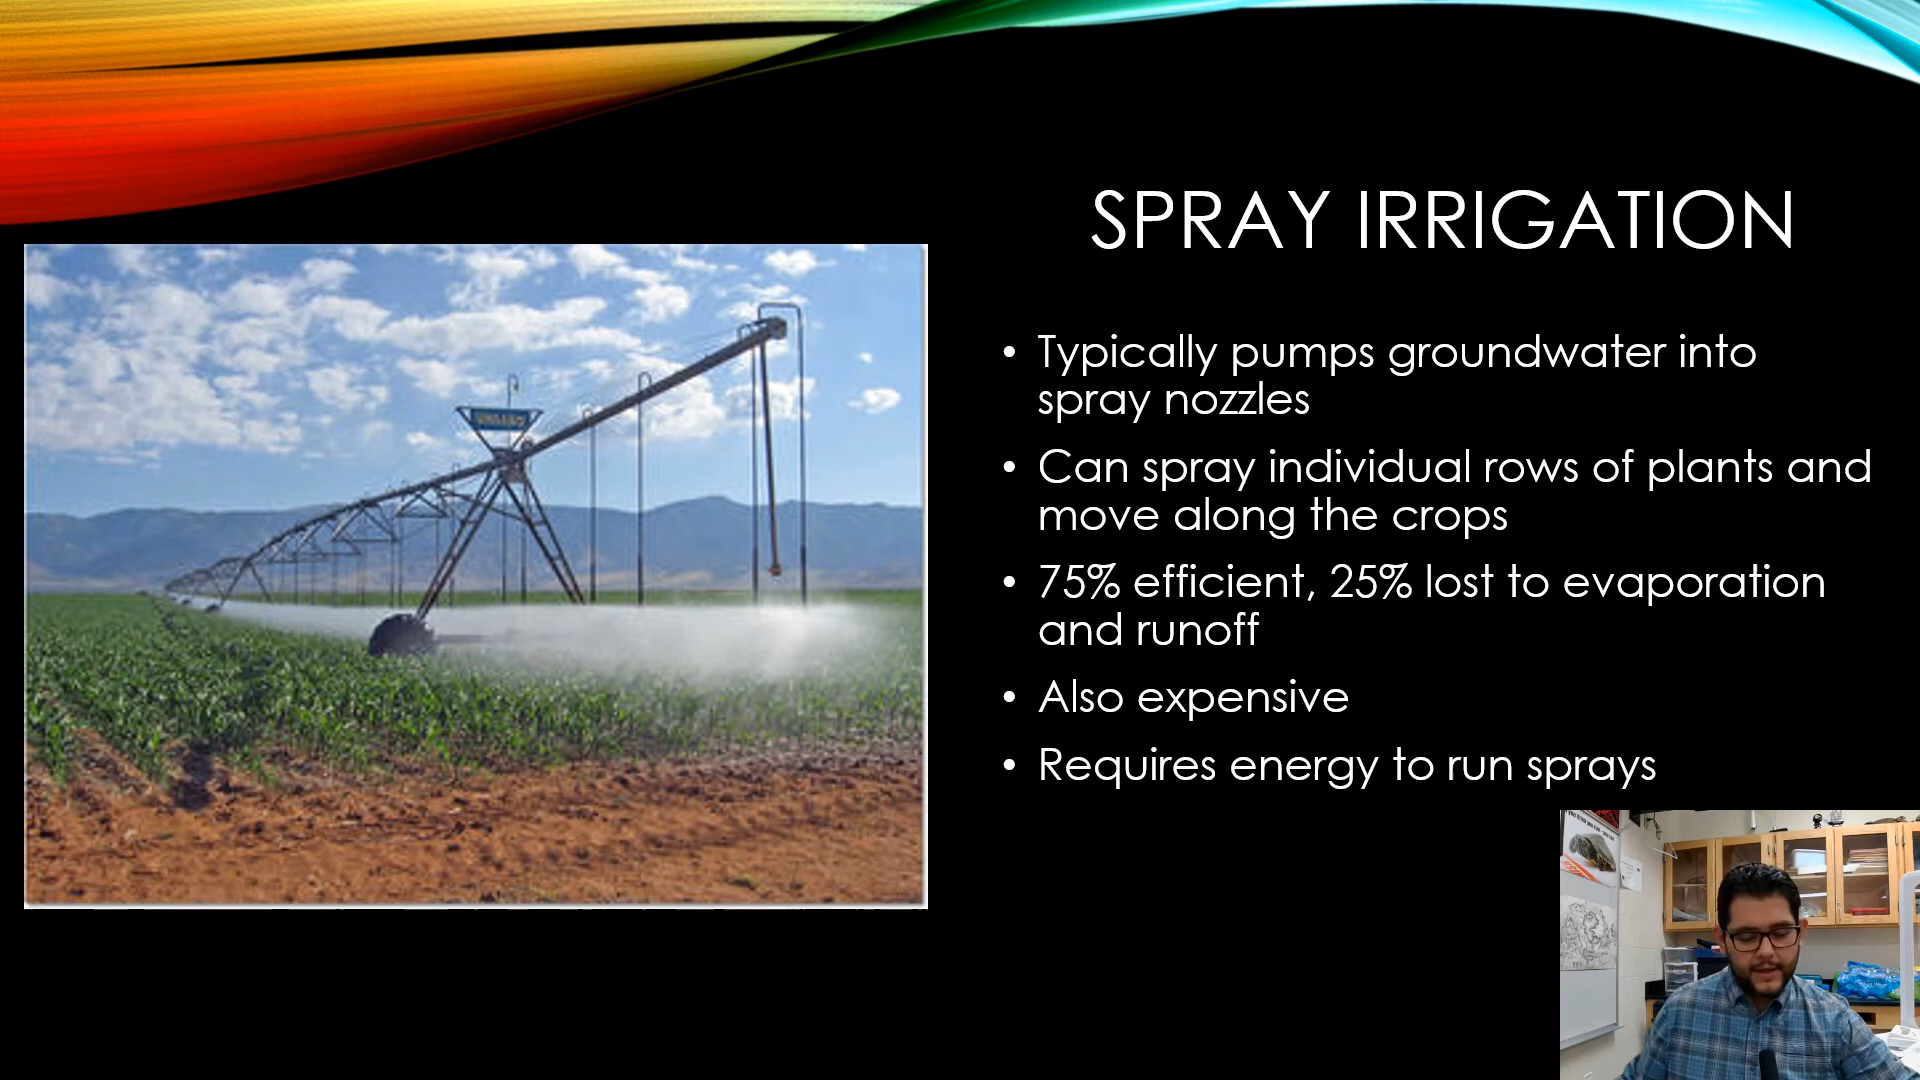 SPRAY IRRIGATION
• Typically pumps groundwater into
spray nozzles
• Can spray individual rows of plants and
move along the crops
• 75% efficient, 25% lost to evaporation
and runoff
• Also expensive
• Requires energy to run sprays